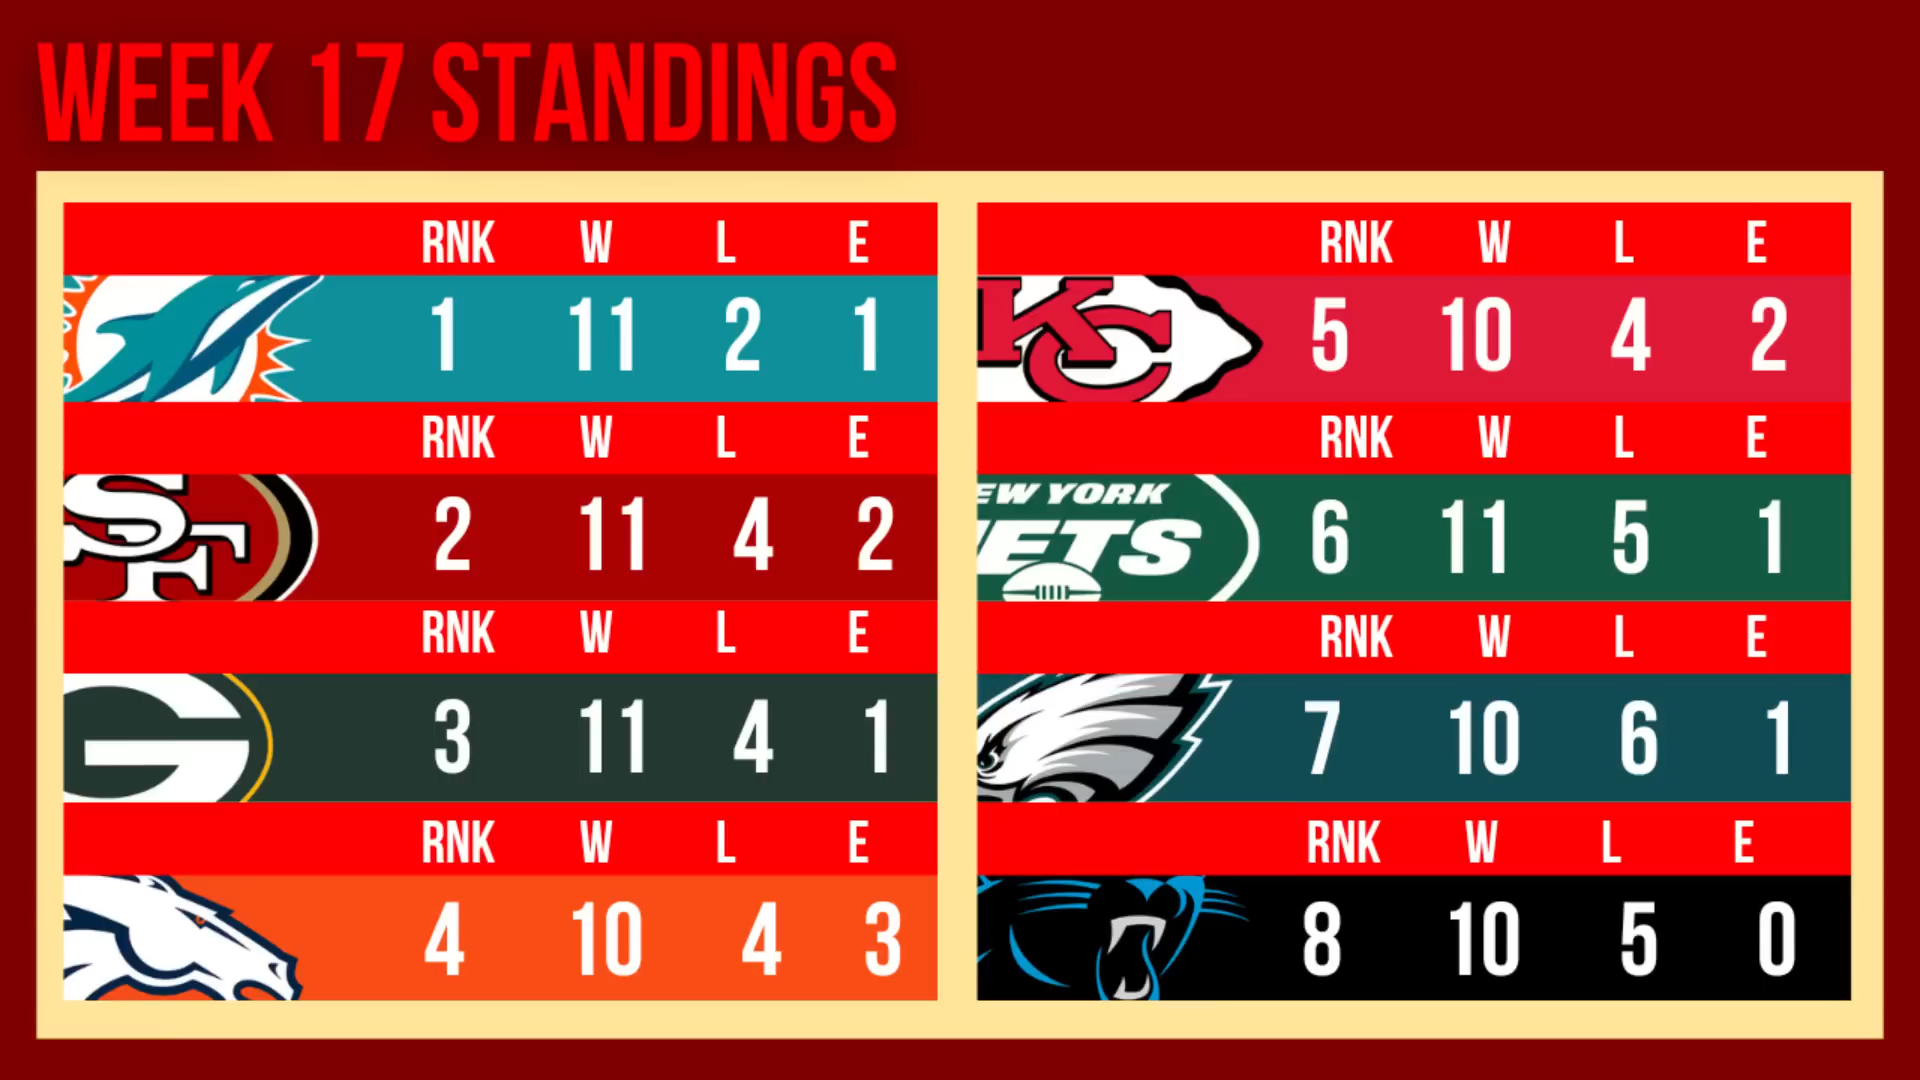 WEEK 17 STANDINGS
RNK W L E
1 11 2 1
RNK W L E
SF 2 11 4 2
RNK W L E
G 3 11 4 1
RNK W L E
4 10 4 3
RNK W L E
KC 5 10 4 2
RNK W L E
EW YORK
ETS 6 11 5 1
RNK W L E
7 10 6 1
RNK W L E
8 10 5 0